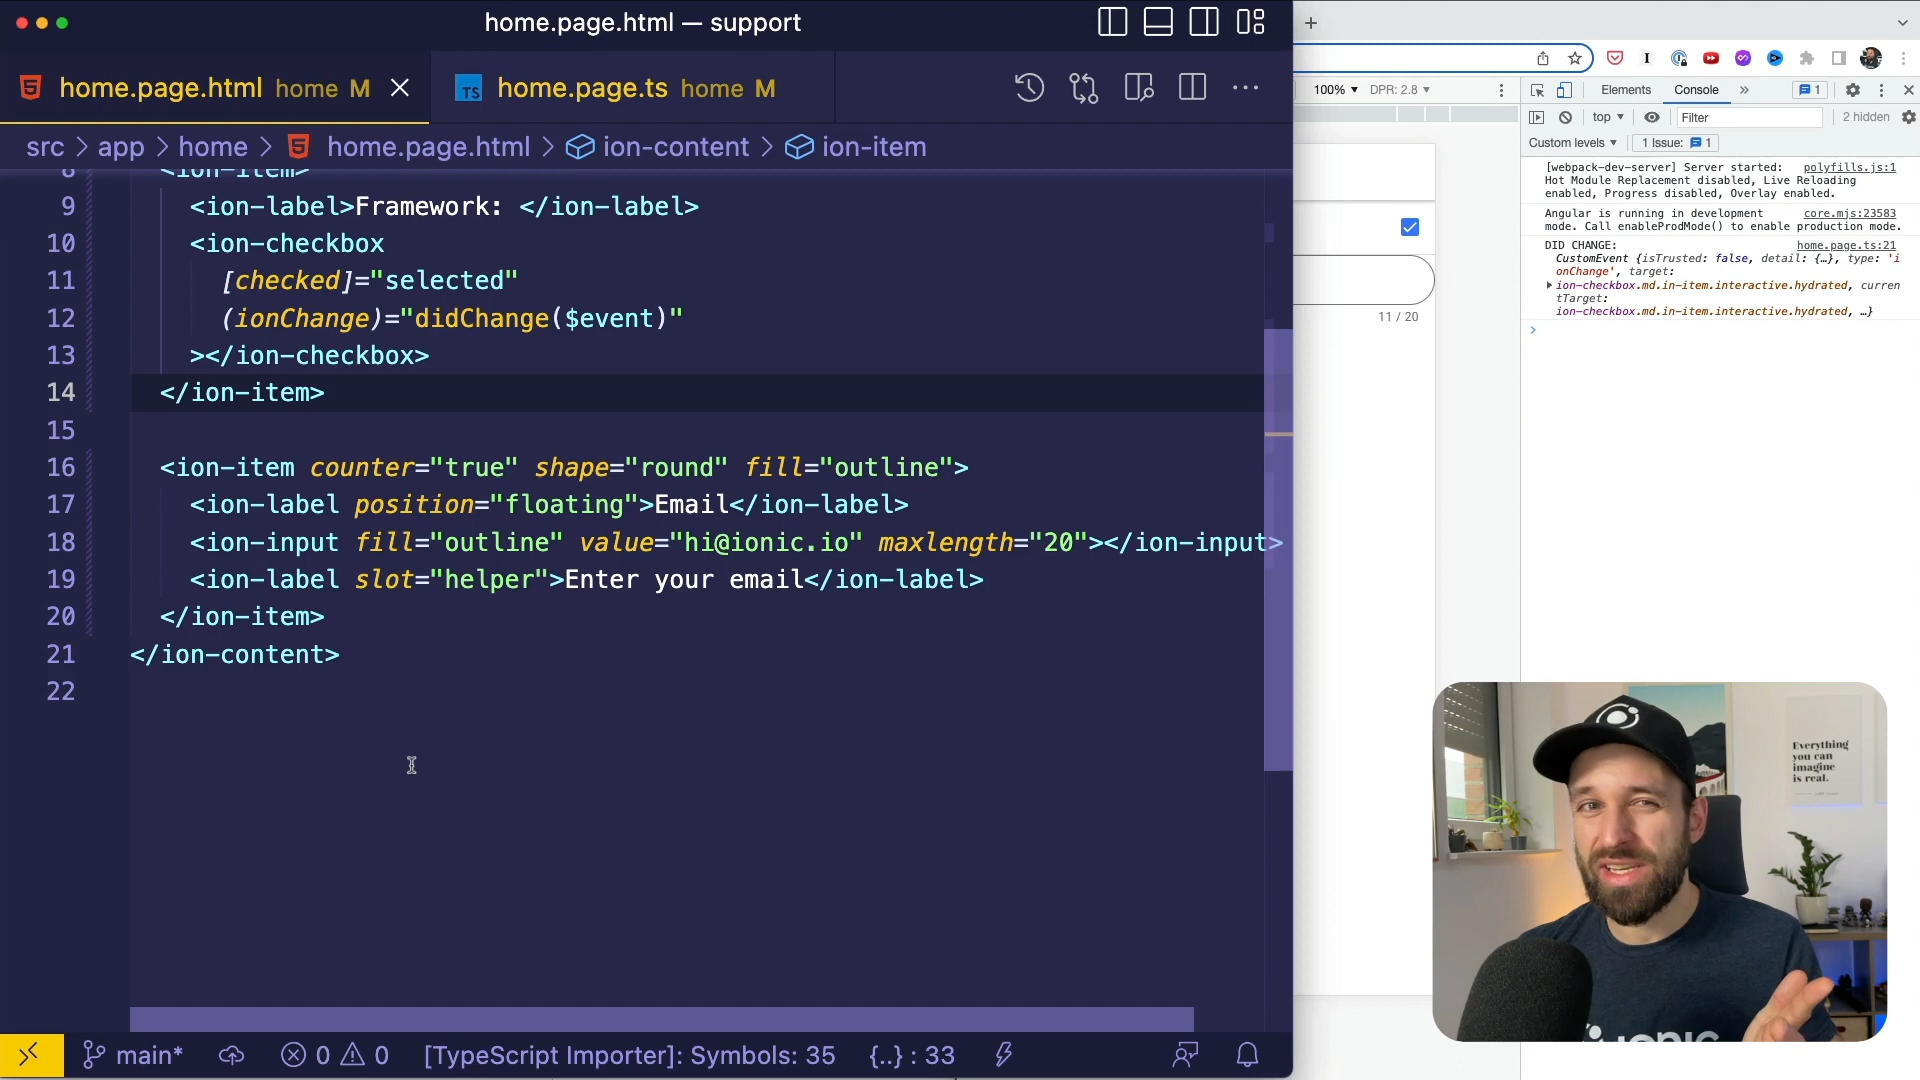 home.page.html — support
home.page.html home M
TS home.page.ts home M
src > app > home > home.page.html > ion-content > ion-item
8 <ion-item>
9 <ion-label>Framework: </ion-label>
10 <ion-checkbox
11 [checked]="selected"
12 (ionChange)="didChange($event)"
13 ></ion-checkbox>
14 </ion-item>
15
16 <ion-item counter="true" shape="round" fill="outline">
17 <ion-label position="floating">Email</ion-label>
18 <ion-input fill="outline" value="hi@ionic.io" maxlength="20"></ion-input>
19 <ion-label slot="helper">Enter your email</ion-label>
20 </ion-item>
21 </ion-content>
22
main* 0 0 [TypeScript Importer]: Symbols: 35 {..} : 33
100% DPR: 2.8
11 / 20
Elements Console » 1
top Filter 2 hidden
Custom levels 1 Issue: 1
[webpack-dev-server] Server started: polyfills.js:1
Hot Module Replacement disabled, Live Reloading
enabled, Progress disabled, Overlay enabled.
Angular is running in development core.mjs:23583
mode. Call enableProdMode() to enable production mode.
DID CHANGE: home.page.ts:21
CustomEvent {isTrusted: false, detail: {…}, type: 'i
onChange', target:
ion-checkbox.md.in-item.interactive.hydrated, curren
tTarget:
ion-checkbox.md.in-item.interactive.hydrated, …}
Everything
you can
imagine
is real.